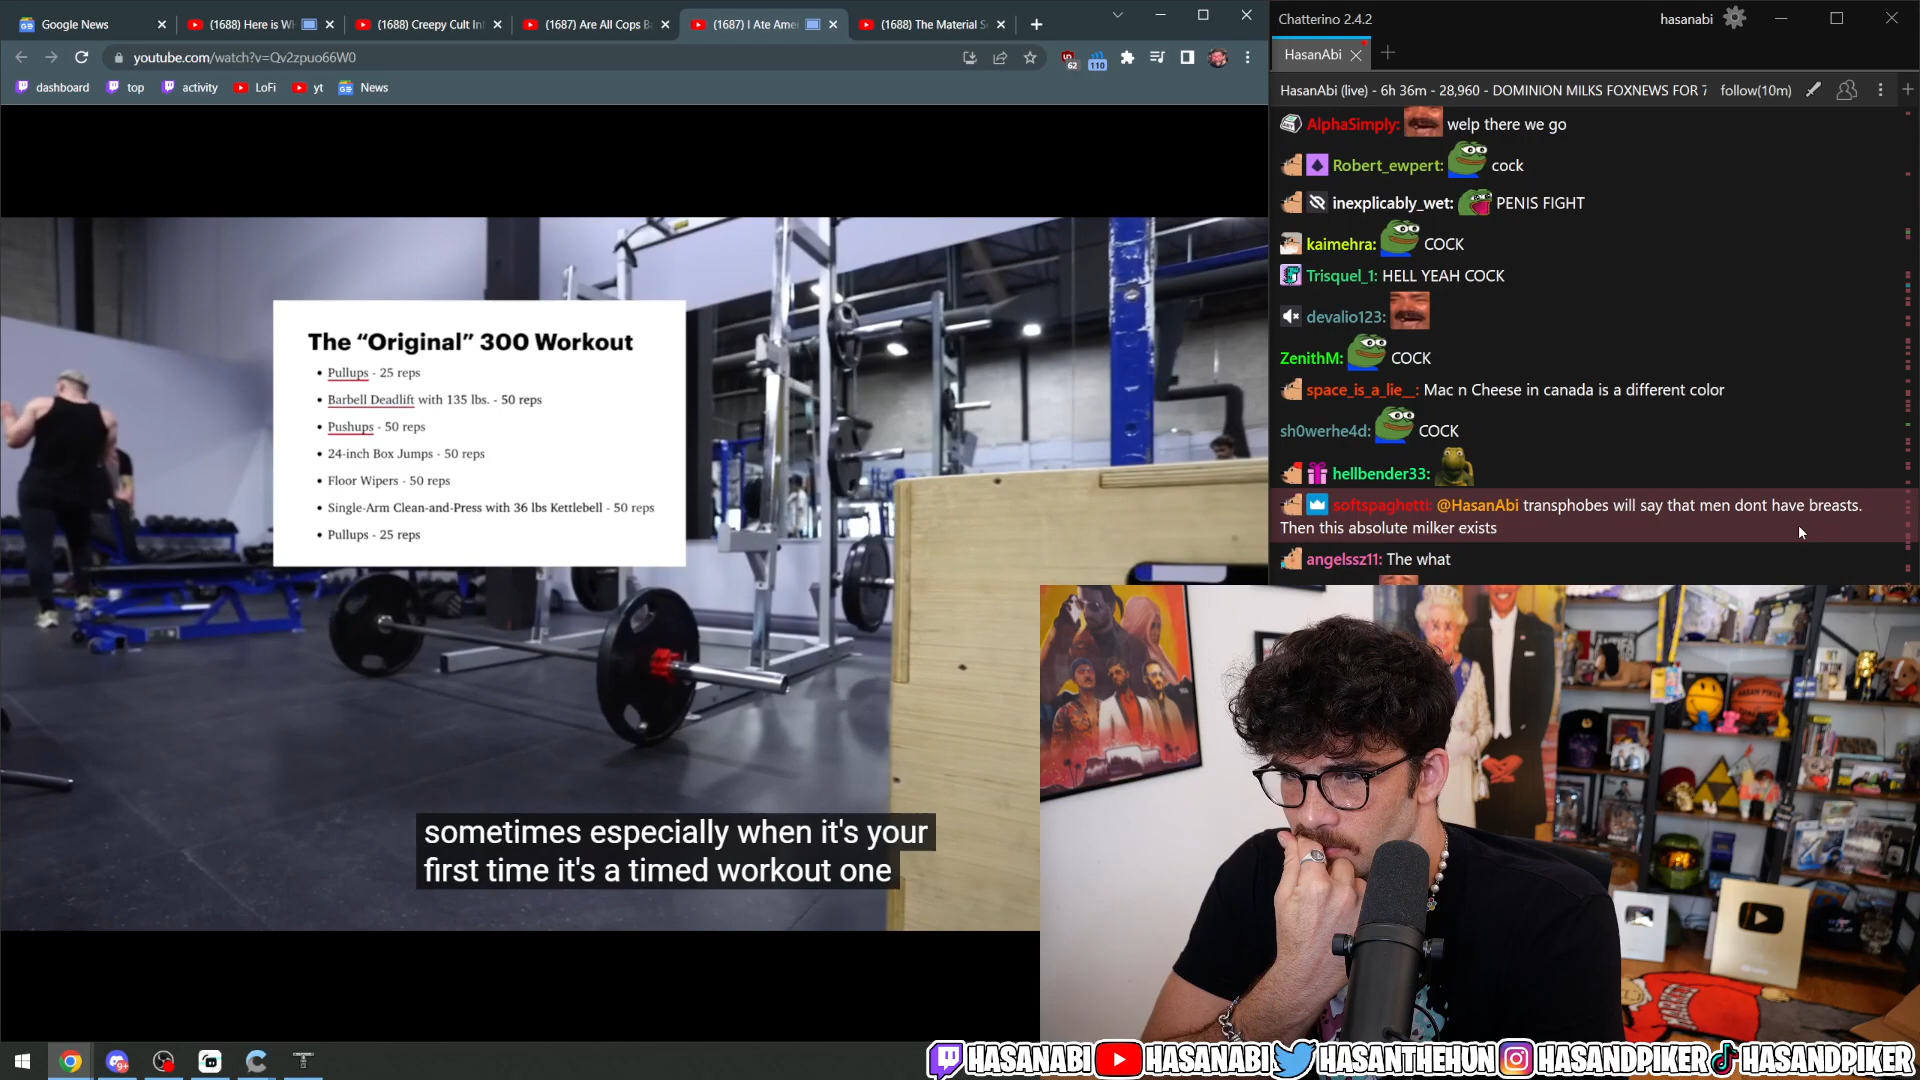 Google News
(1688) Here is Wh
(1688) Creepy Cult In
(1687) Are All Cops B
(1687) I Ate Ame
(1688) The Material S
youtube.com/watch?v=Qv2zpuo66W0
62
110
dashboard
top
activity
LoFi
yt
News
The “Original” 300 Workout
• Pullups - 25 reps
• Barbell Deadlift with 135 lbs. - 50 reps
• Pushups - 50 reps
• 24-inch Box Jumps - 50 reps
• Floor Wipers - 50 reps
• Single-Arm Clean-and-Press with 36 lbs Kettlebell - 50 reps
• Pullups - 25 reps
sometimes especially when it's your
first time it's a timed workout one
Chatterino 2.4.2
hasanabi
HasanAbi
HasanAbi (live) - 6h 36m - 28,960 - DOMINION MILKS FOXNEWS FOR 7
follow(10m)
AlphaSimply: welp there we go
Robert_ewpert: cock
inexplicably_wet: PENIS FIGHT
kaimehra: COCK
Trisquel_1: HELL YEAH COCK
devalio123:
ZenithM: COCK
space_is_a_lie__: Mac n Cheese in canada is a different color
sh0werhe4d: COCK
hellbender33:
softspaghetti: @HasanAbi transphobes will say that men dont have breasts.
Then this absolute milker exists
angelssz11: The what
HASANABI
HASANABI
HASANTHEHUN
HASANDPIKER
HASANDPIKER